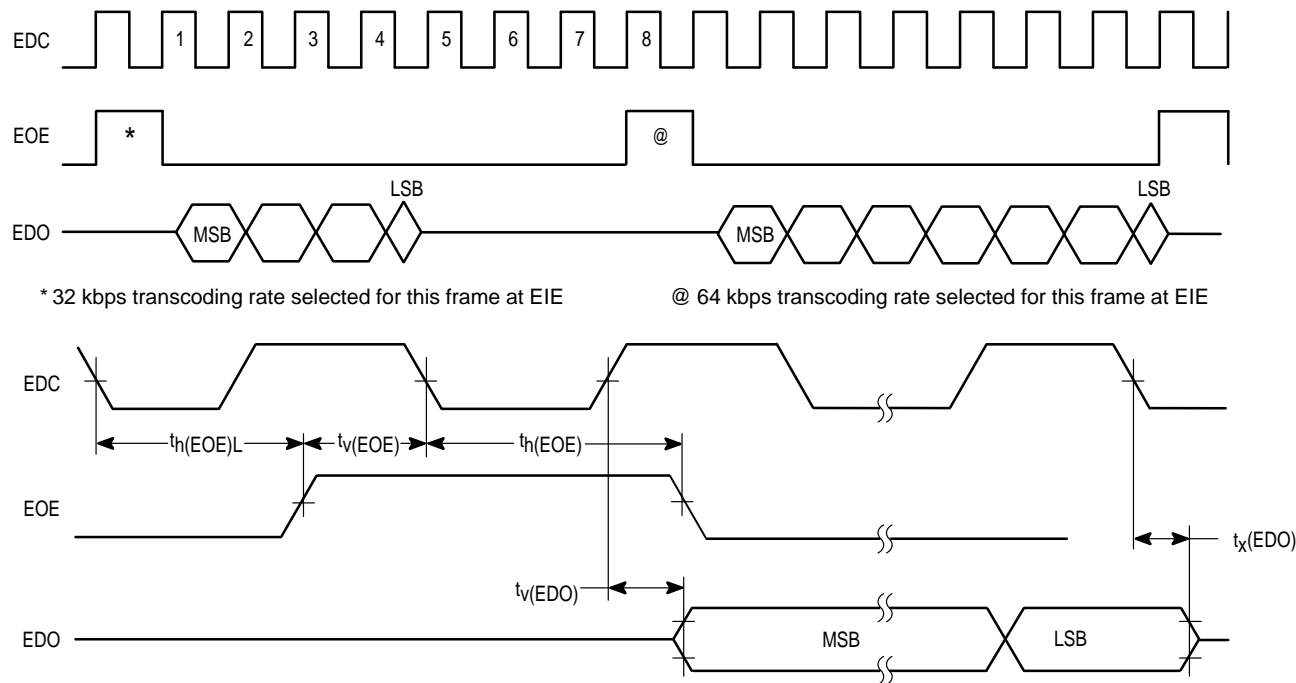 EDC 1 2 3 4 5 6 7 8
EOE * @
LSB LSB
EDO MSB MSB
* 32 kbps transcoding rate selected for this frame at EIE @ 64 kbps transcoding rate selected for this frame at EIE
EDC
th(EOE)L tv(EOE) th(EOE)
EOE
tx(EDO)
tv(EDO)
EDO MSB LSB